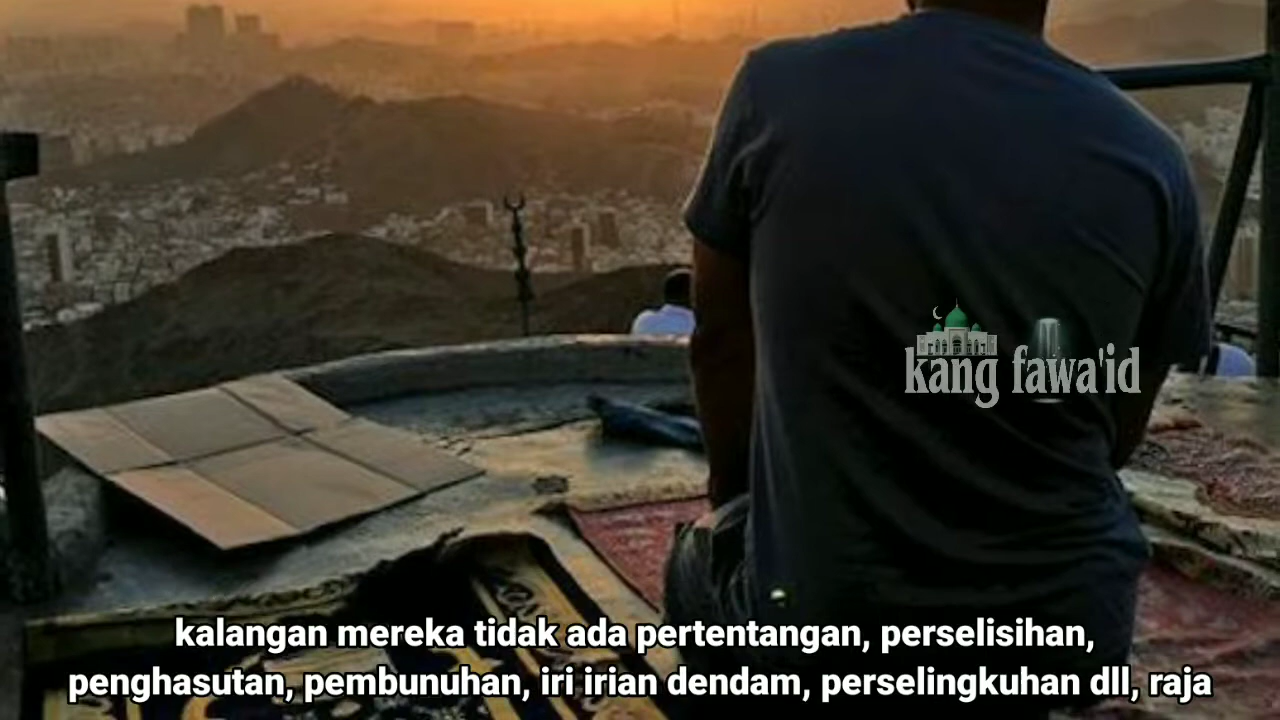 kang fawa'id
kalangan mereka tidak ada pertentangan, perselisihan,
penghasutan, pembunuhan, iri irian dendam, perselingkuhan dll, raja